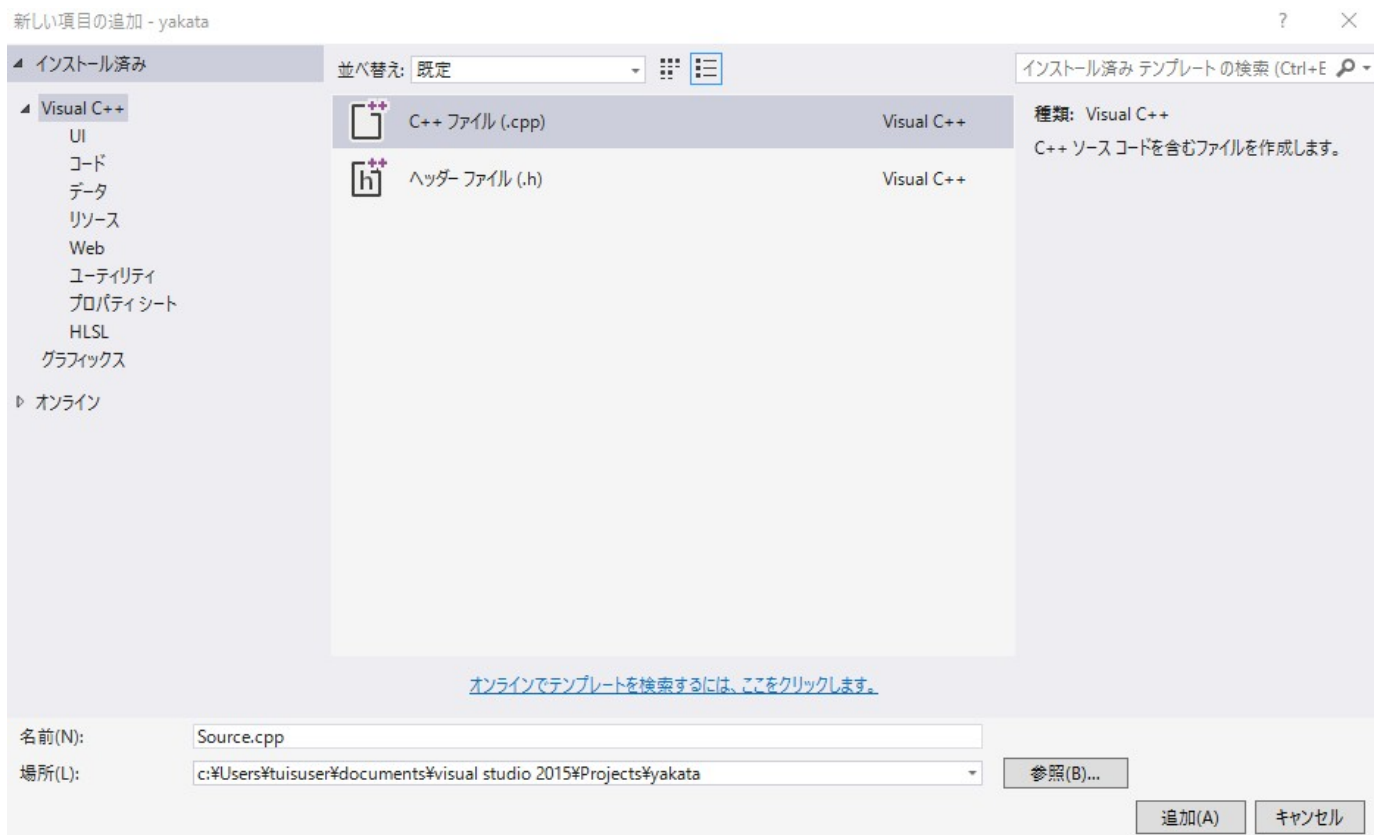 新しい項目の追加 - yakata
?
インストール済み
Visual C++
UI
コード
データ
リソース
Web
ユーティリティ
プロパティ シート
HLSL
グラフィックス
オンライン
並べ替え: 既定
C++ ファイル (.cpp) Visual C++
ヘッダー ファイル (.h) Visual C++
オンラインでテンプレートを検索するには、ここをクリックします。
インストール済み テンプレート の検索 (Ctrl+E
種類: Visual C++
C++ ソース コードを含むファイルを作成します。
名前(N): Source.cpp
場所(L): c:¥Users¥tuisuser¥documents¥visual studio 2015¥Projects¥yakata 参照(B)...
追加(A) キャンセル